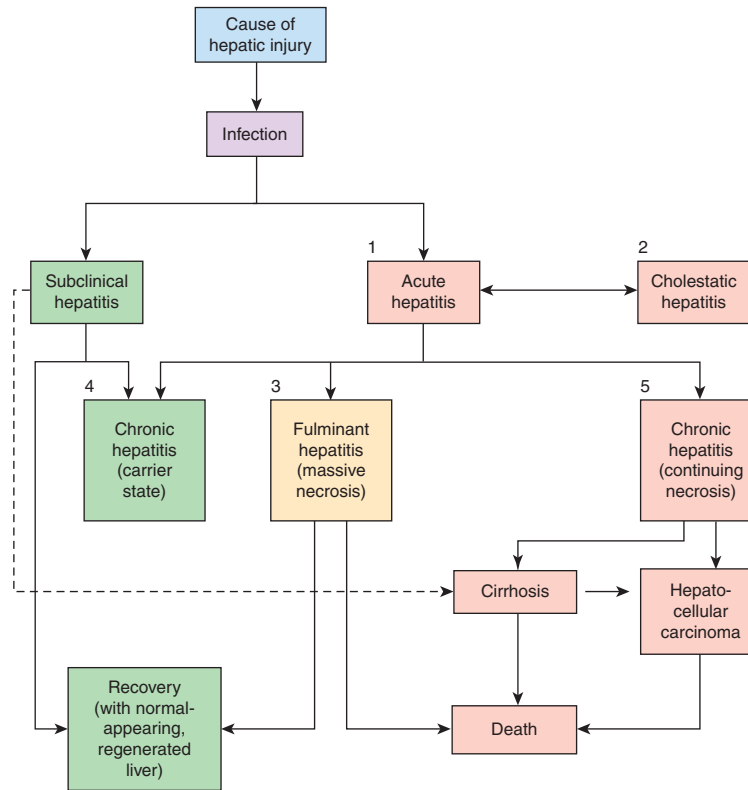 Cause of
hepatic injury
Infection
Subclinical
hepatitis
1
Acute
hepatitis
2
Cholestatic
hepatitis
4
Chronic
hepatitis
(carrier
state)
3
Fulminant
hepatitis
(massive
necrosis)
5
Chronic
hepatitis
(continuing
necrosis)
Cirrhosis
Hepato-
cellular
carcinoma
Recovery
(with normal-
appearing,
regenerated
liver)
Death